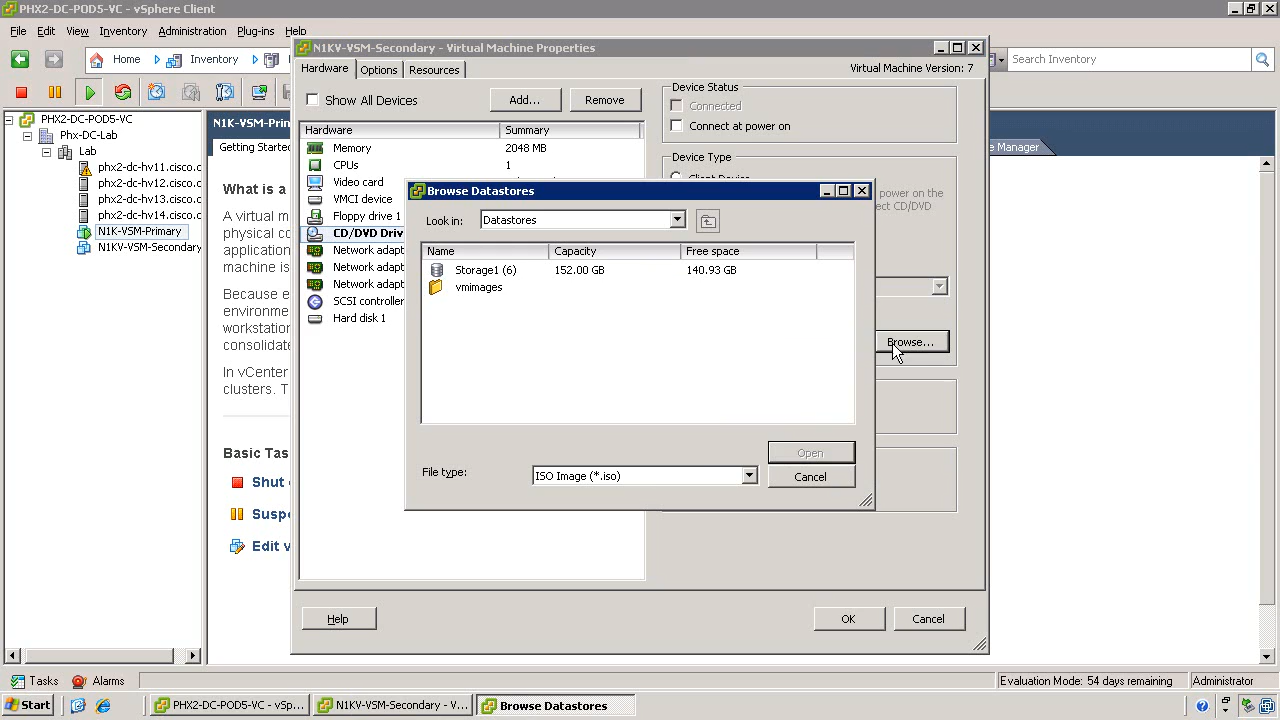 PHX2-DC-POD5-VC - vSphere Client
File Edit View Inventory Administration Plug-ins Help
Home Inventory
Search Inventory
PHX2-DC-POD5-VC
Phx-DC-Lab
Lab
phx2-dc-hv11.cisco.c
phx2-dc-hv12.cisco.c
phx2-dc-hv13.cisco.c
phx2-dc-hv14.cisco.c
N1K-VSM-Primary
N1KV-VSM-Secondary
N1K-VSM-Prin
Getting Started
e Manager
What is a
A virtual m
physical co
application
machine is
Because e
environme
workstation
consolidate
In vCenter
clusters. T
Basic Tas
Shut
Suspe
Edit v
N1KV-VSM-Secondary - Virtual Machine Properties
Hardware Options Resources
Virtual Machine Version: 7
Show All Devices
Add...
Remove
Hardware Summary
Memory 2048 MB
CPUs 1
Video card
VMCI device
Floppy drive 1
CD/DVD Driv
Network adapt
Network adapt
Network adapt
SCSI controller
Hard disk 1
Device Status
Connected
Connect at power on
Device Type
power on the
ect CD/DVD
Browse...
Help
OK
Cancel
Browse Datastores
Look in: Datastores
Name Capacity Free space
Storage1 (6) 152.00 GB 140.93 GB
vmimages
Open
File type: ISO Image (*.iso)
Cancel
Tasks Alarms
Evaluation Mode: 54 days remaining Administrator
Start
PHX2-DC-POD5-VC - vSp...
N1KV-VSM-Secondary - V...
Browse Datastores